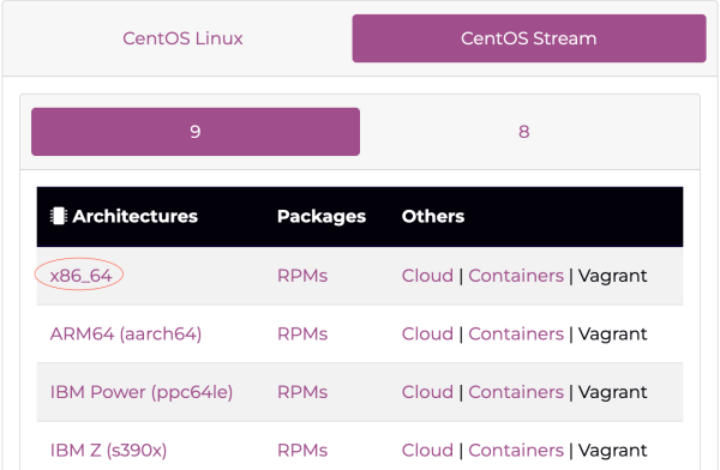 CentOS Linux CentOS Stream
9 8
Architectures Packages Others
x86_64 RPMs Cloud | Containers | Vagrant
ARM64 (aarch64) RPMs Cloud | Containers | Vagrant
IBM Power (ppc64le) RPMs Cloud | Containers | Vagrant
IBM Z (s390x) RPMs Cloud | Containers | Vagrant